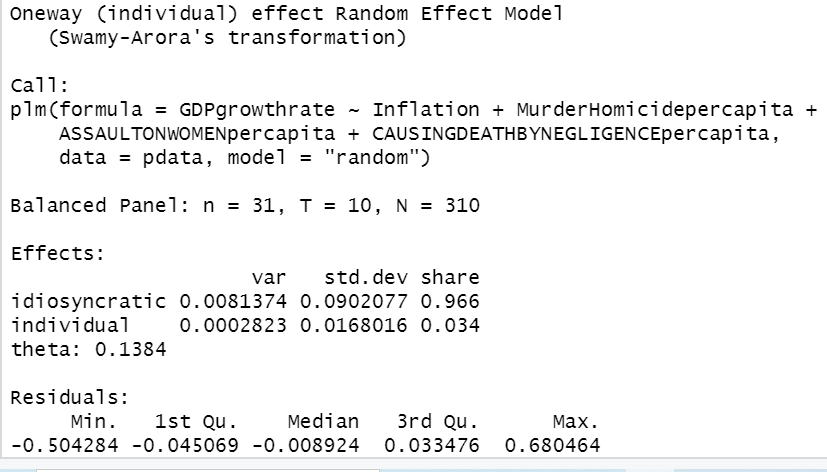 Oneway (individual) effect Random Effect Model
(Swamy-Arora's transformation)
Call:
plm(formula = GDPgrowthrate ~ Inflation + MurderHomicidepercapita +
ASSAULTONWOMENpercapita + CAUSINGDEATHBYNEGLIGENCEpercapita,
data = pdata, model = "random")
Balanced Panel: n = 31, T = 10, N = 310
Effects:
var std.dev share
idiosyncratic 0.0081374 0.0902077 0.966
individual 0.0002823 0.0168016 0.034
theta: 0.1384
Residuals:
Min. 1st Qu. Median 3rd Qu. Max.
-0.504284 -0.045069 -0.008924 0.033476 0.680464